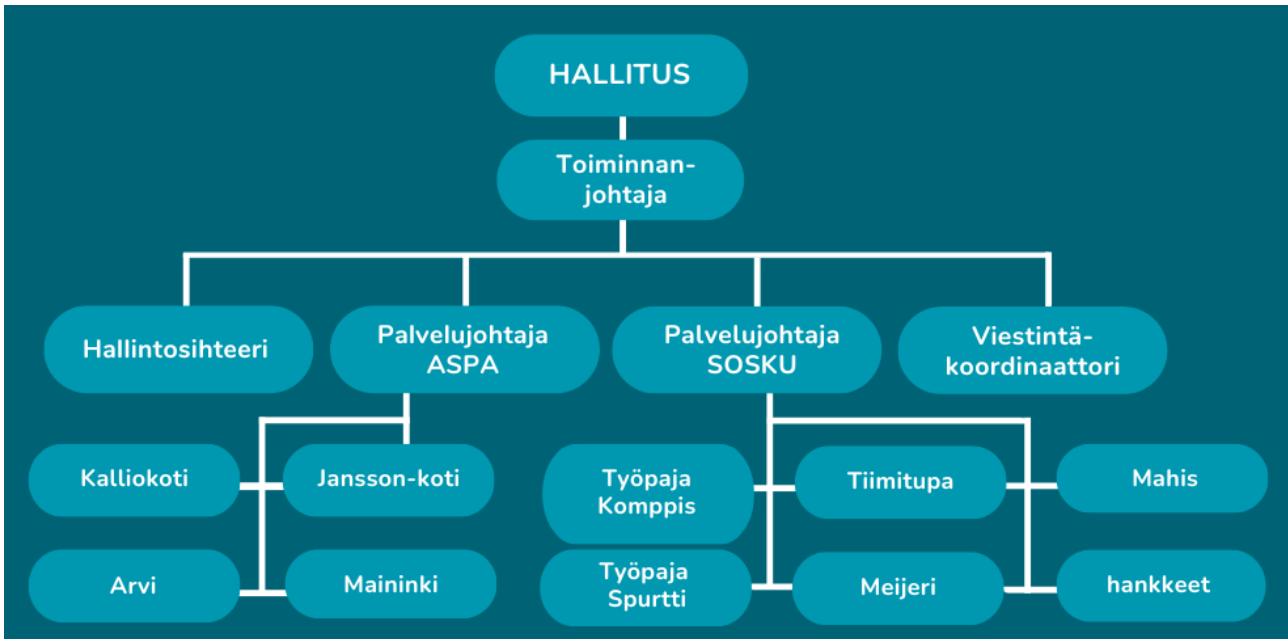 HALLITUS
Toiminnan-
johtaja
Hallintosihteeri
Palvelujohtaja
ASPA
Palvelujohtaja
SOSKU
Viestintä-
koordinaattori
Kalliokoti
Jansson-koti
Työpaja
Komppis
Tiimitupa
Mahis
Arvi
Maininki
Työpaja
Spurtti
Meijeri
hankkeet